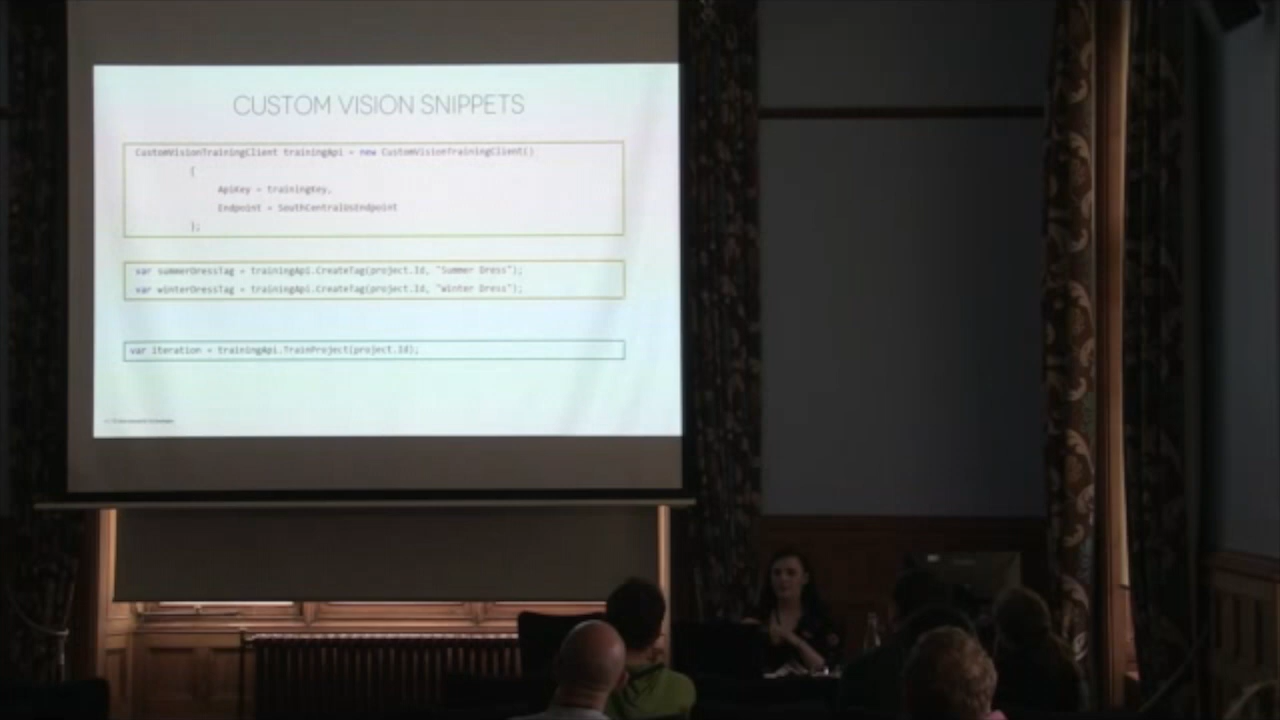 CUSTOM VISION SNIPPETS
CustomVisionTrainingClient trainingApi = new CustomVisionTrainingClient()
{
ApiKey = trainingKey,
Endpoint = SouthCentralUsEndpoint
};
var summerDressTag = trainingApi.CreateTag(project.Id, "Summer Dress");
var winterDressTag = trainingApi.CreateTag(project.Id, "Winter Dress");
var iteration = trainingApi.TrainProject(project.Id);